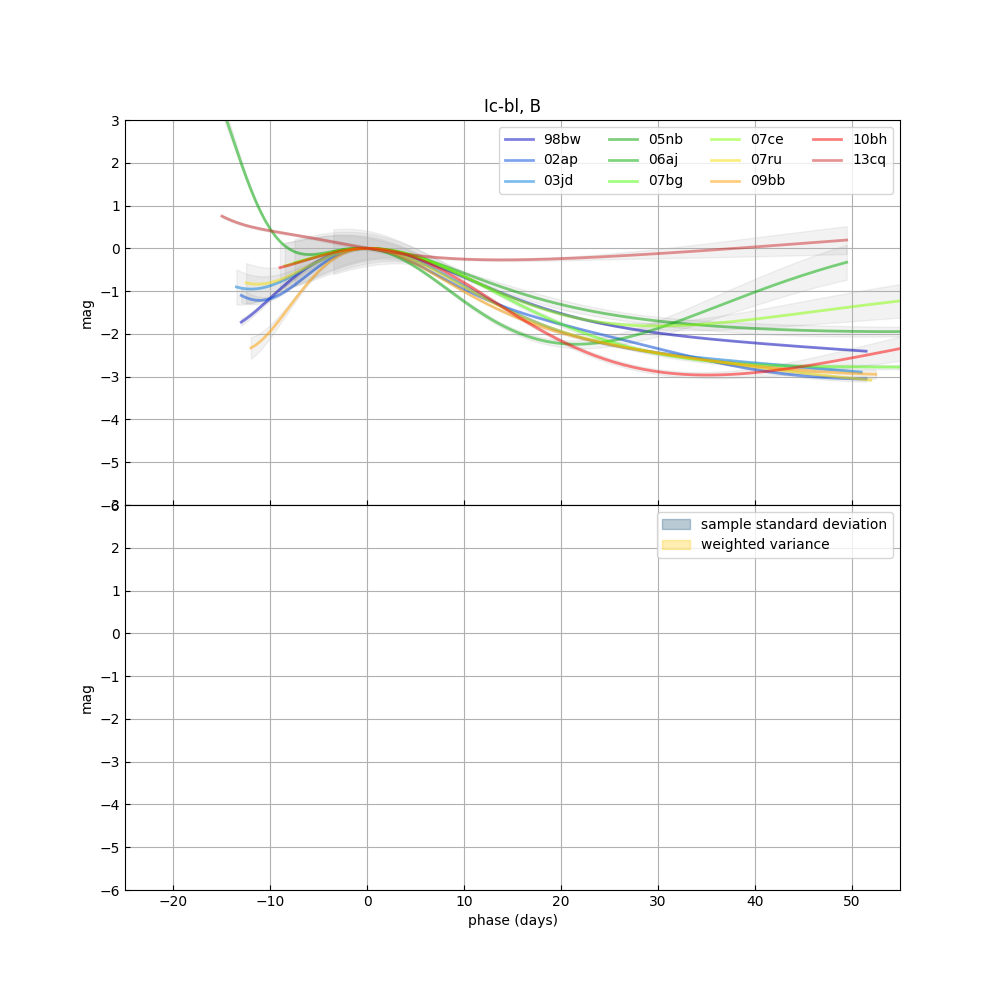 Ic-bl, B
98bw 05nb 07ce 10bh
02ap 06aj 07ru 13cq
03jd 07bg 09bb
3
2
1
0
−1
−2
−3
−4
−5
−6
mag
3
2
1
0
−1
−2
−3
−4
−5
−6
mag
sample standard deviation
weighted variance
−20 −10 0 10 20 30 40 50
phase (days)